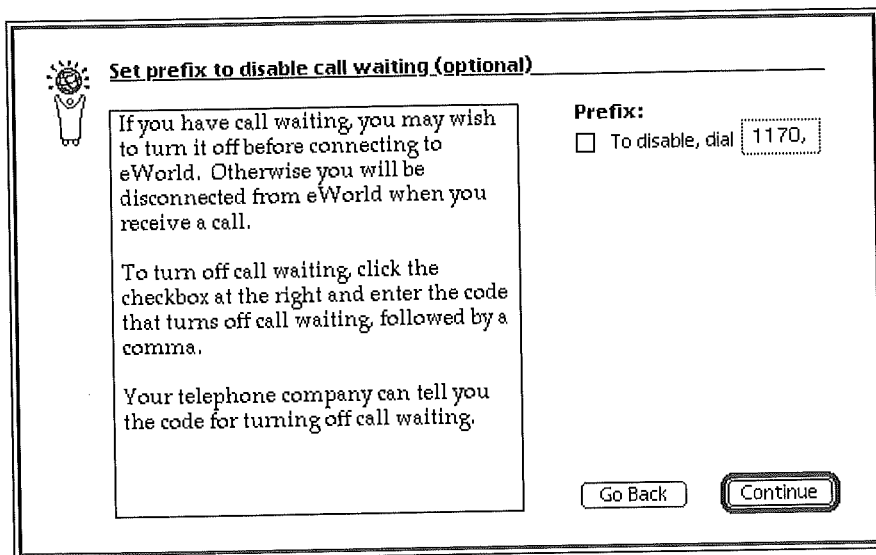 Set prefix to disable call waiting (optional)
If you have call waiting, you may wish
to turn it off before connecting to
eWorld. Otherwise you will be
disconnected from eWorld when you
receive a call.
To turn off call waiting, click the
checkbox at the right and enter the code
that turns off call waiting, followed by a
comma.
Your telephone company can tell you
the code for turning off call waiting.
Prefix:
To disable, dial 1170,
Go Back
Continue